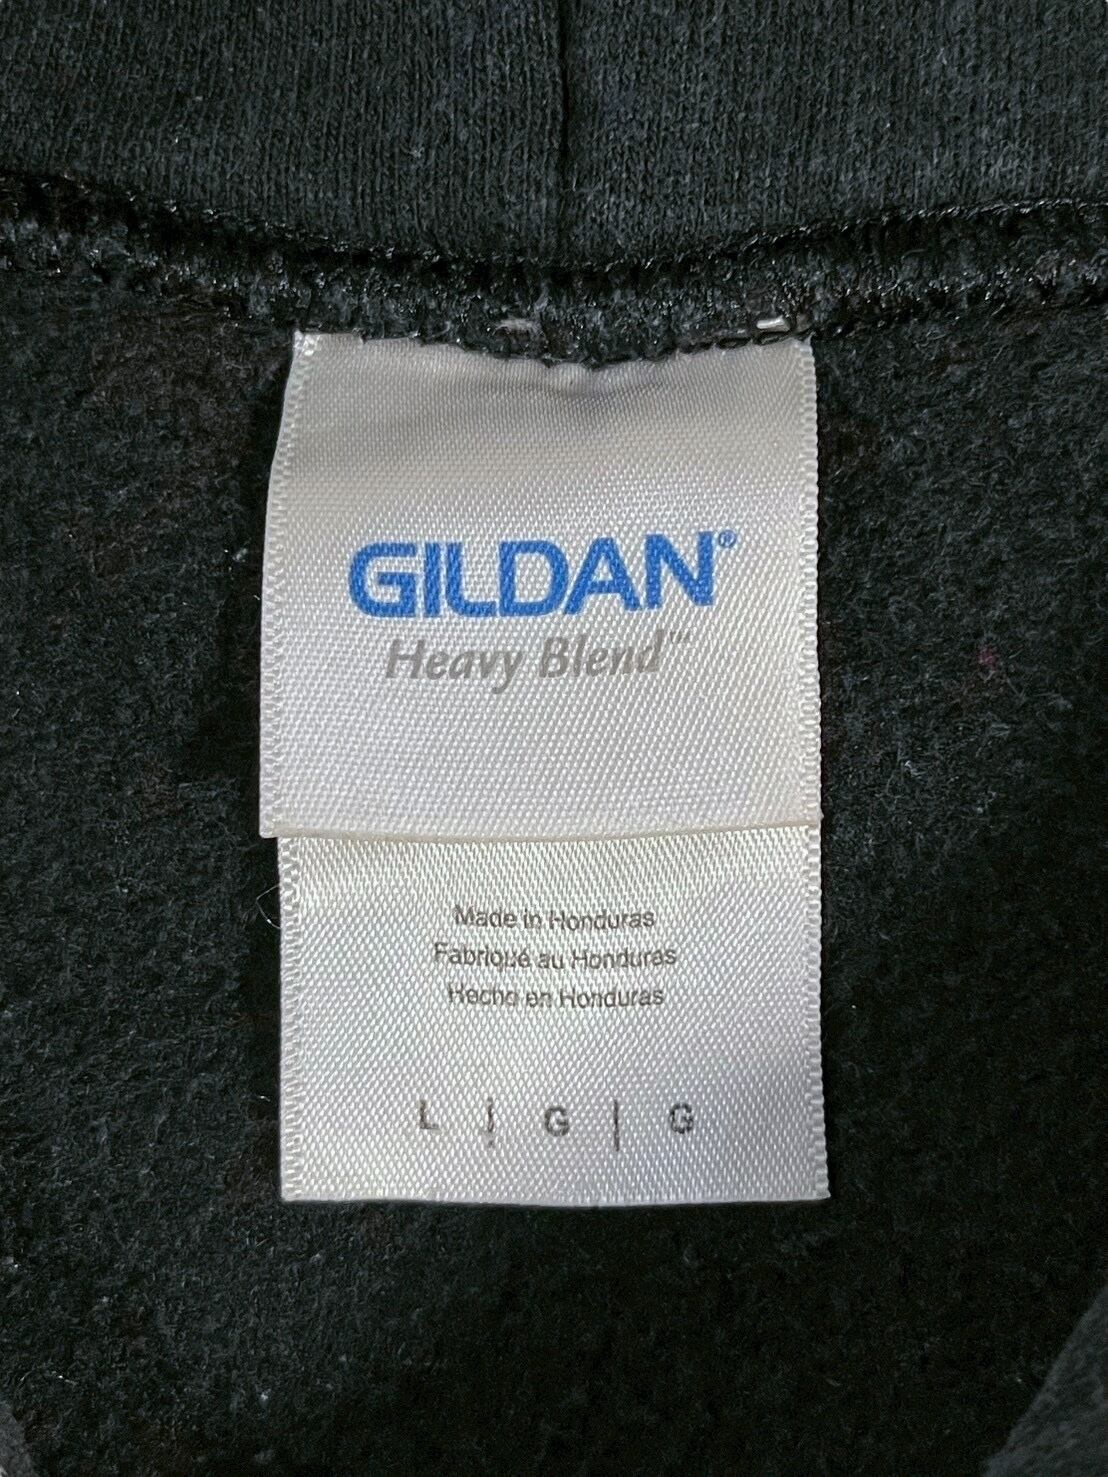 GILDAN®
Heavy Blend™
Made in Honduras
Fabriqué au Honduras
Hecho en Honduras
L | G | G